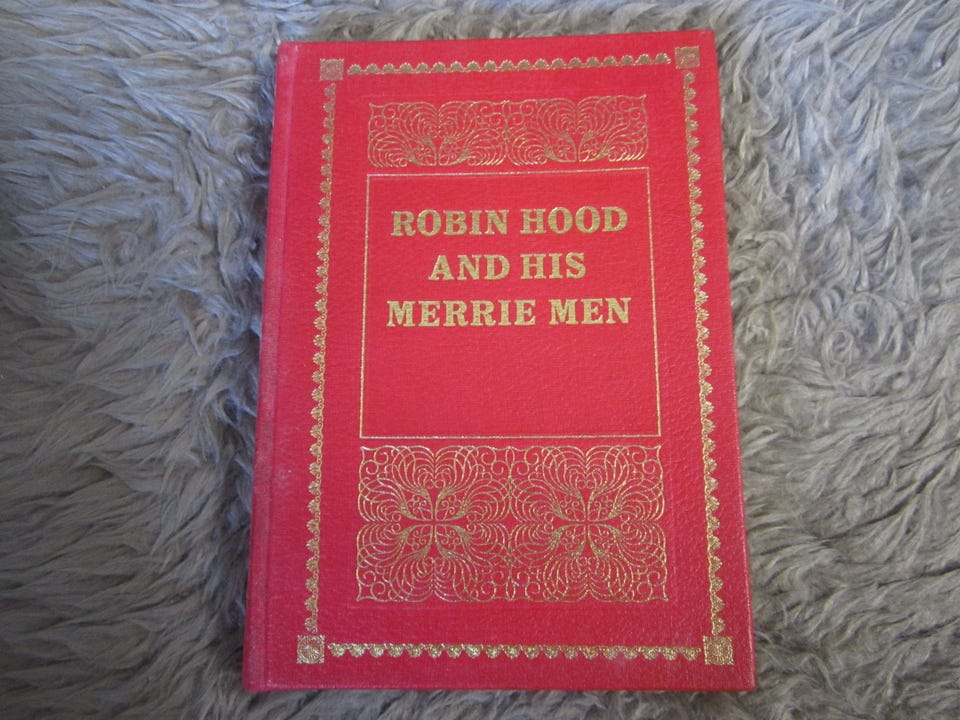 ROBIN HOOD
AND HIS
MERRIE MEN